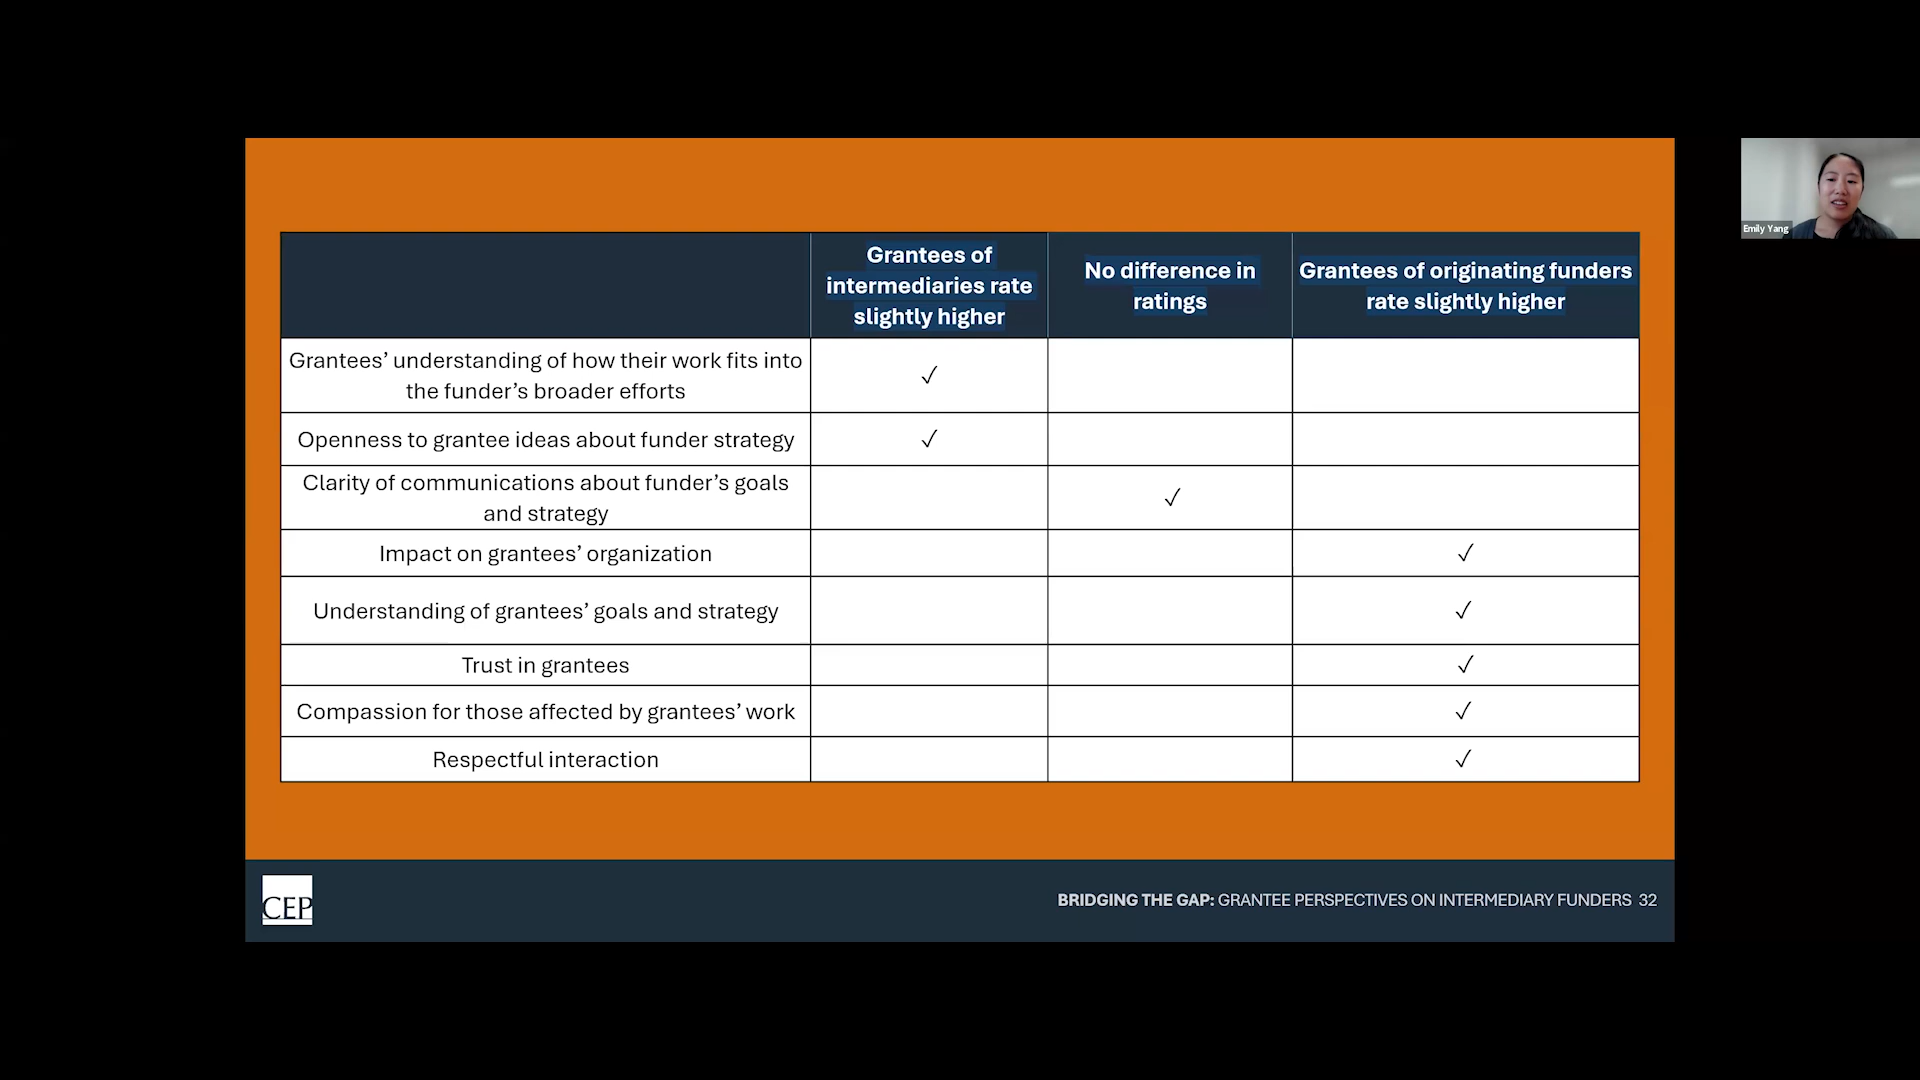 Grantees of
intermediaries rate
slightly higher
No difference in
ratings
Grantees of originating funders
rate slightly higher
Grantees’ understanding of how their work fits into
the funder’s broader efforts
✓
Openness to grantee ideas about funder strategy
✓
Clarity of communications about funder’s goals
and strategy
✓
Impact on grantees’ organization
✓
Understanding of grantees’ goals and strategy
✓
Trust in grantees
✓
Compassion for those affected by grantees’ work
✓
Respectful interaction
✓
CEP
BRIDGING THE GAP: GRANTEE PERSPECTIVES ON INTERMEDIARY FUNDERS 32
Emily Yang